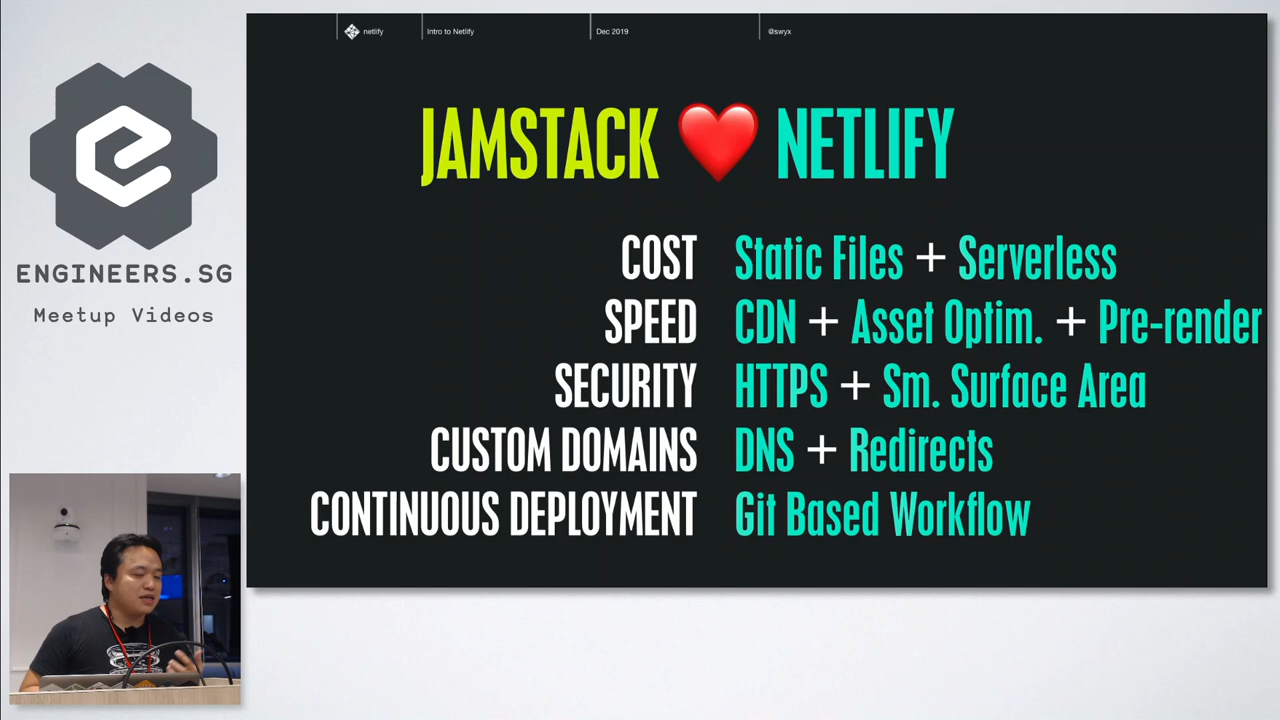 netlify
Intro to Netlify
Dec 2019
@swyx
JAMSTACK ❤️ NETLIFY
COST Static Files + Serverless
SPEED CDN + Asset Optim. + Pre-render
SECURITY HTTPS + Sm. Surface Area
CUSTOM DOMAINS DNS + Redirects
CONTINUOUS DEPLOYMENT Git Based Workflow
ENGINEERS.SG
Meetup Videos